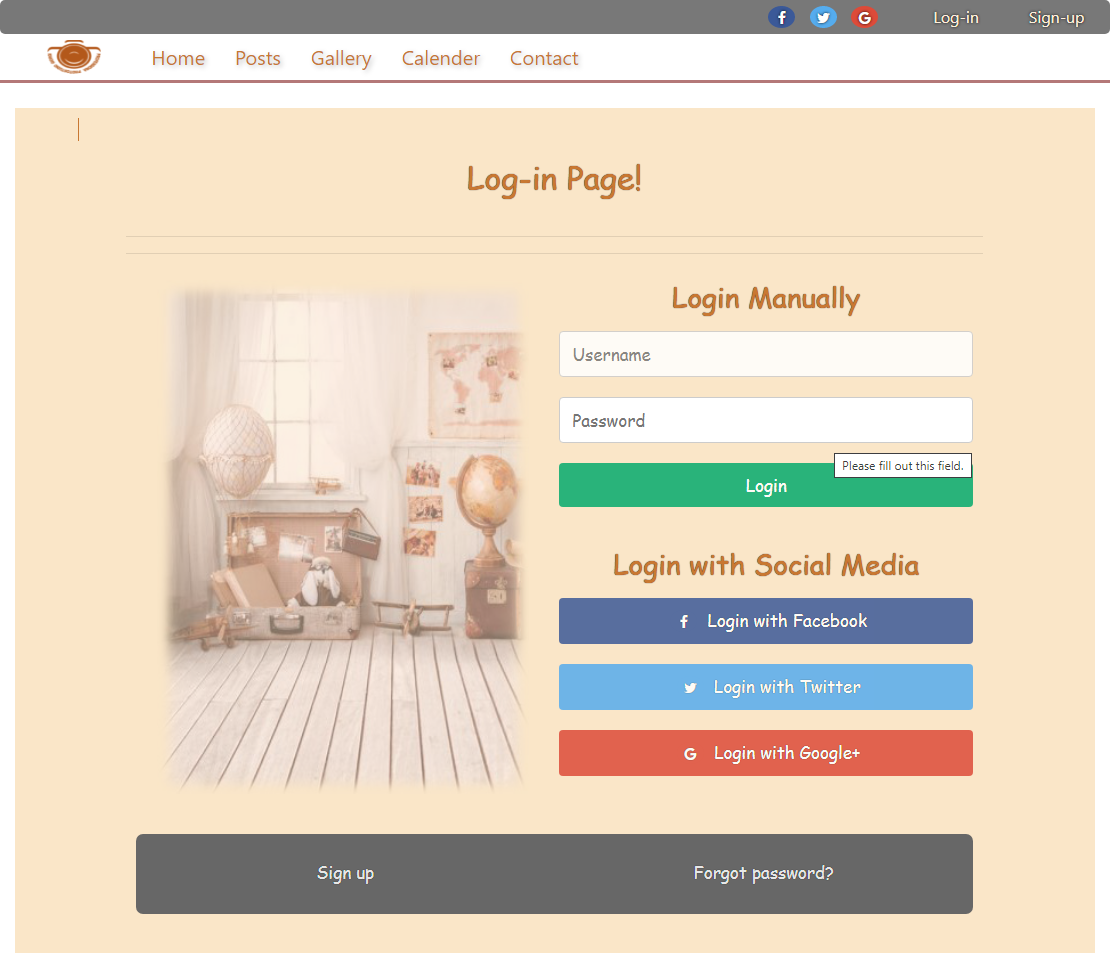 Log-in Sign-up
Home Posts Gallery Calender Contact
Log-in Page!
Login Manually
Username
Password
Please fill out this field.
Login
Login with Social Media
Login with Facebook
Login with Twitter
Login with Google+
Sign up Forgot password?